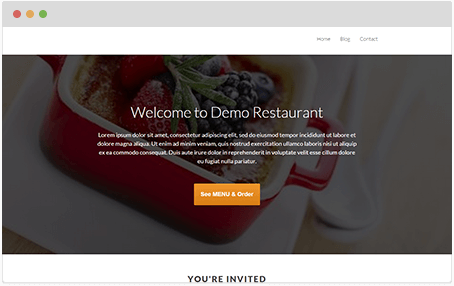 Home Blog Contact
Welcome to Demo Restaurant
Lorem ipsum dolor sit amet, consectetur adipiscing elit, sed do eiusmod tempor incididunt ut labore et
dolore magna aliqua. Ut enim ad minim veniam, quis nostrud exercitation ullamco laboris nisi ut aliquip
ex ea commodo consequat. Duis aute irure dolor in reprehenderit in voluptate velit esse cillum dolore
eu fugiat nulla pariatur.
See MENU & Order
YOU'RE INVITED